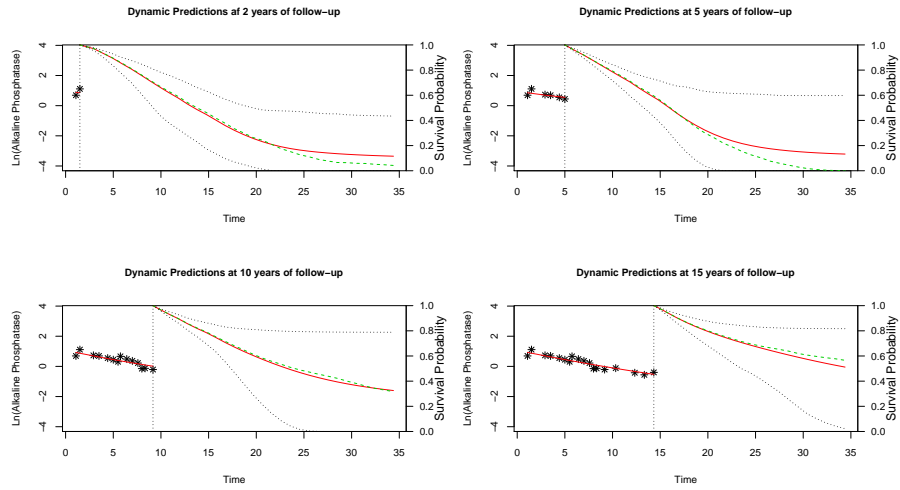 Dynamic Predictions af 2 years of follow−up
Ln(Alkaline Phosphatase)
4
2
0
−2
−4
1.0
0.8
0.6
0.4
0.2
0.0
Survival Probability
0 5 10 15 20 25 30 35
Time
Dynamic Predictions at 5 years of follow−up
Ln(Alkaline Phosphatase)
4
2
0
−2
−4
1.0
0.8
0.6
0.4
0.2
0.0
Survival Probability
0 5 10 15 20 25 30 35
Time
Dynamic Predictions at 10 years of follow−up
Ln(Alkaline Phosphatase)
4
2
0
−2
−4
1.0
0.8
0.6
0.4
0.2
0.0
Survival Probability
0 5 10 15 20 25 30 35
Time
Dynamic Predictions at 15 years of follow−up
Ln(Alkaline Phosphatase)
4
2
0
−2
−4
1.0
0.8
0.6
0.4
0.2
0.0
Survival Probability
0 5 10 15 20 25 30 35
Time